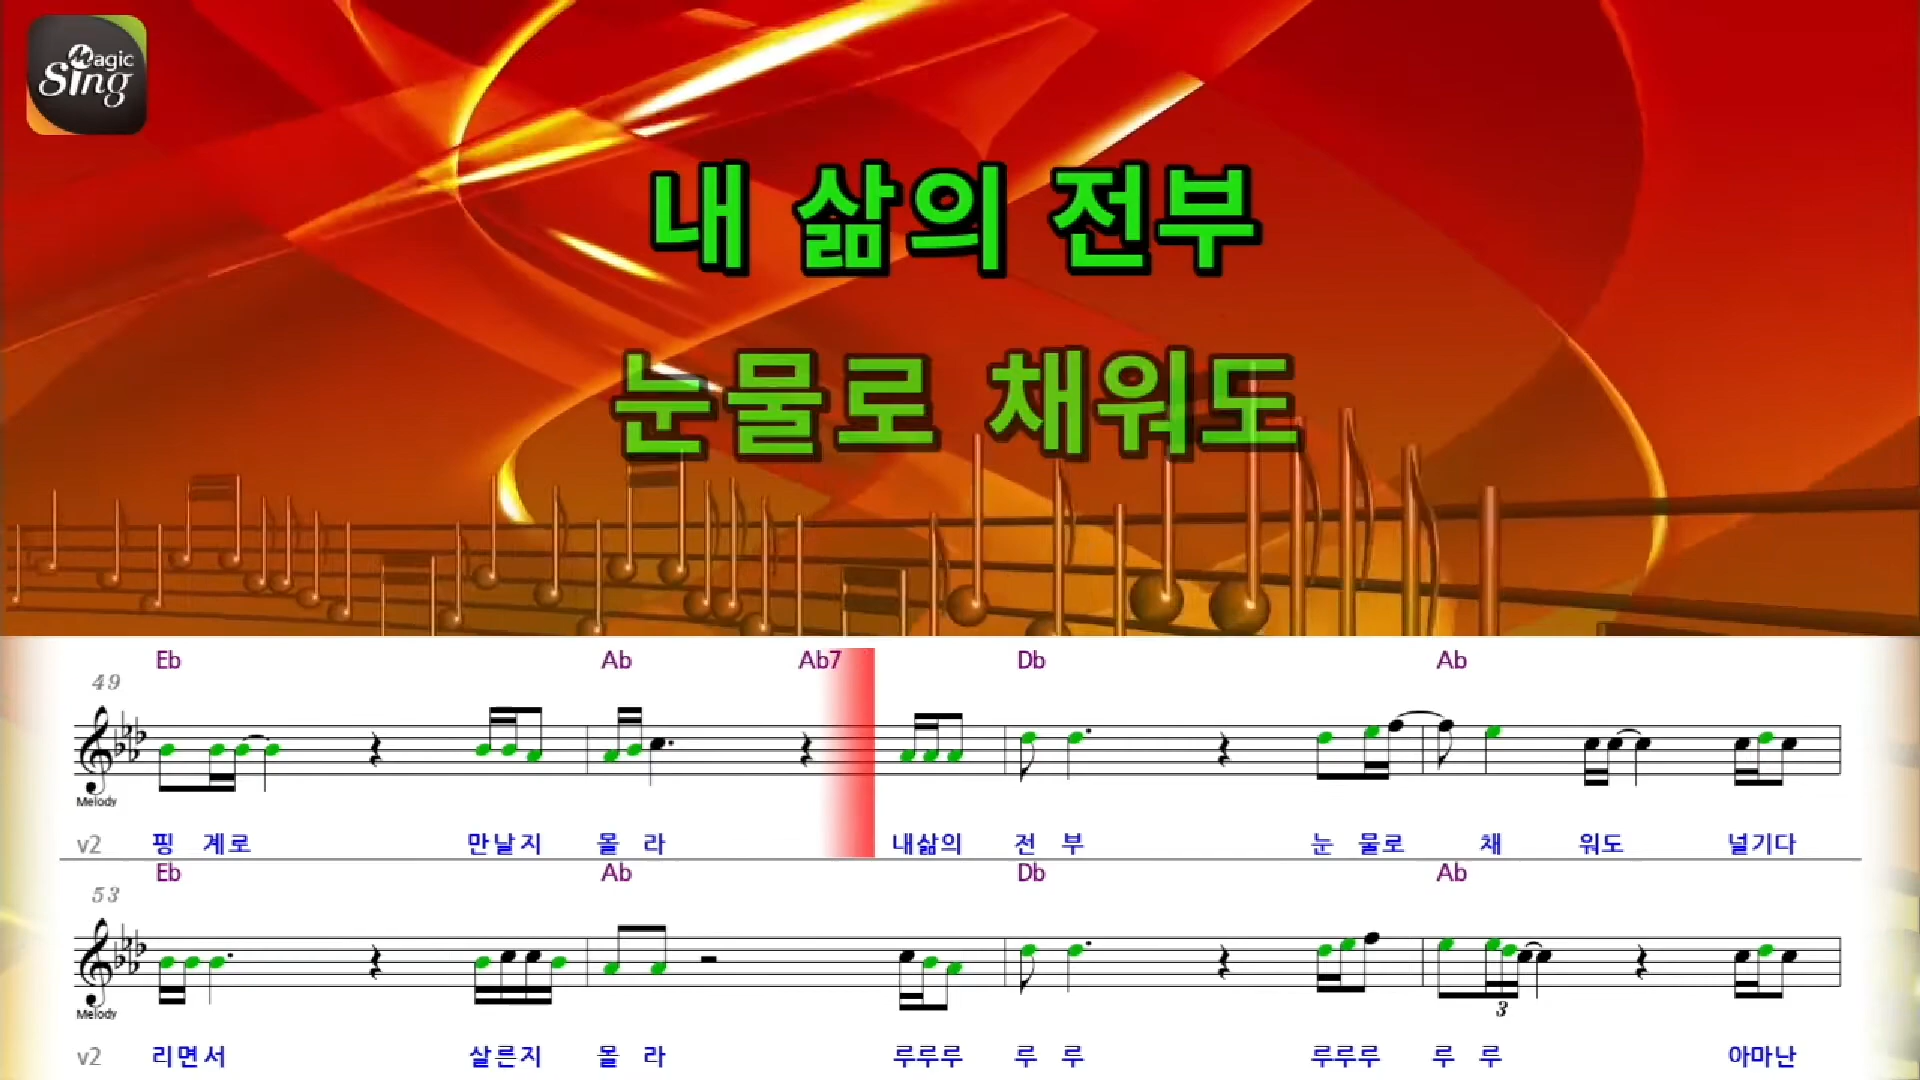 Magic
Sing
내 삶의 전부
눈물로 채워도
Eb Ab Ab7 Db Ab
49
Melody
v2 핑 계로 만날지 몰 라 내삶의 전 부 눈 물로 채 워도 널기다
Eb Ab Db Ab
53
3
Melody
v2 리면서 살른지 몰 라 루루루 루 루 루루루 루 루 아마난